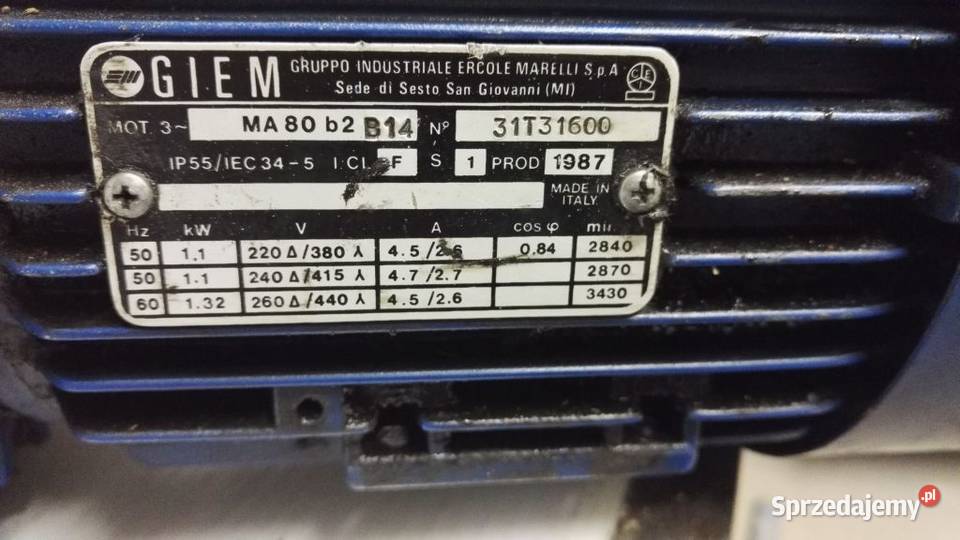 GIEM GRUPPO INDUSTRIALE ERCOLE MARELLI S.p.A
Sede di Sesto San Giovanni (MI)
MOT. 3~ MA 80 b2 B14 Nº 31T31600
IP55/IEC 34-5 I.CL. F S 1 PROD 1987
MADE IN
ITALY
Hz kW V A cos φ
50 1.1 220 Δ/380 ⅄ 4.5/2.6 0,84 2840
50 1.1 240 Δ/415 ⅄ 4.7/2.7 2870
60 1.32 260 Δ/440 ⅄ 4.5/2.6 3430
Sprzedajemy.pl